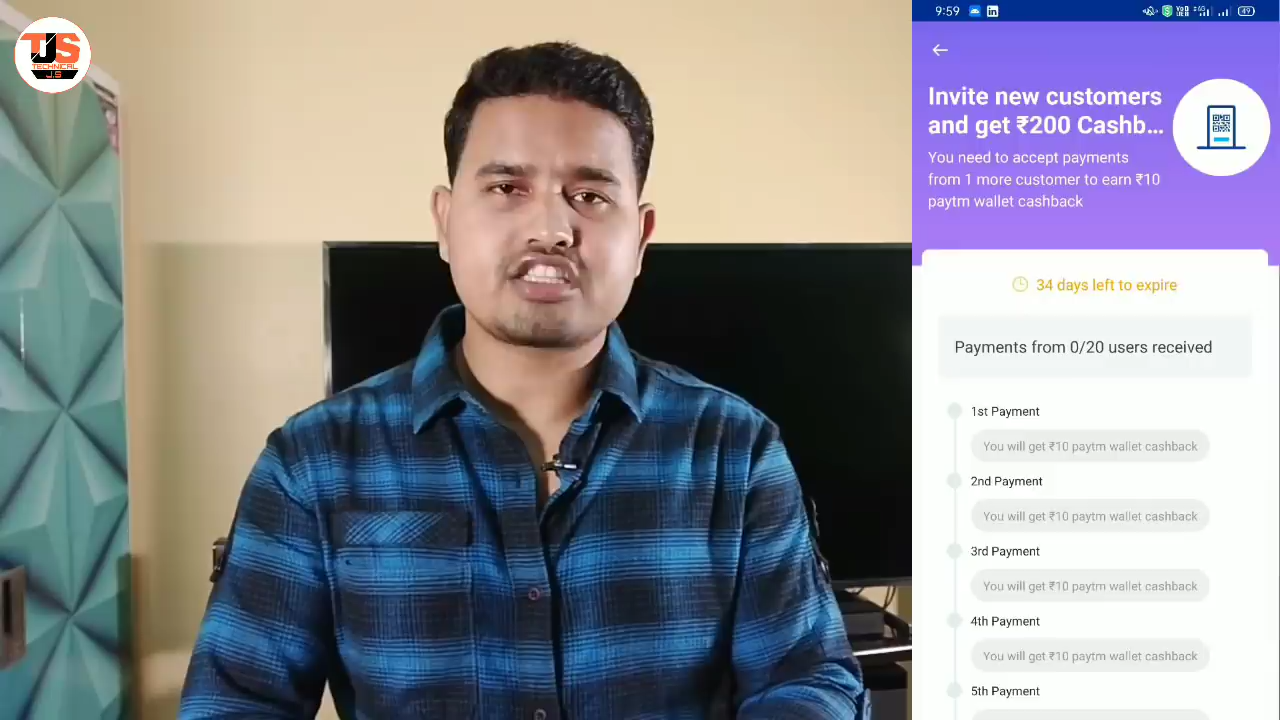 TJS
TECHNICAL
J.S
9:59
49
Invite new customers
and get ₹200 Cashb...
You need to accept payments
from 1 more customer to earn ₹10
paytm wallet cashback
34 days left to expire
Payments from 0/20 users received
1st Payment
You will get ₹10 paytm wallet cashback
2nd Payment
You will get ₹10 paytm wallet cashback
3rd Payment
You will get ₹10 paytm wallet cashback
4th Payment
You will get ₹10 paytm wallet cashback
5th Payment